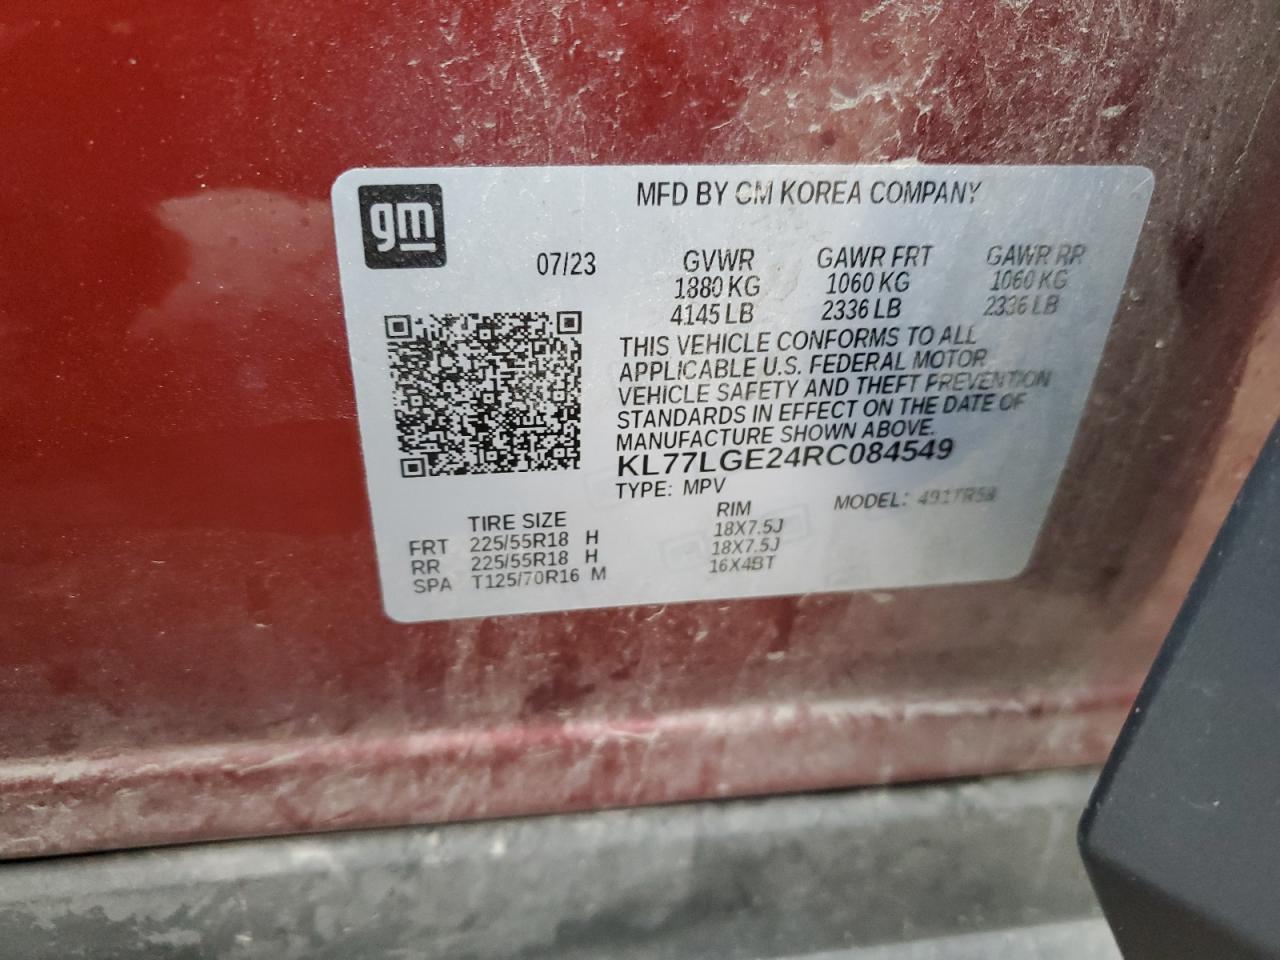 gm
MFD BY GM KOREA COMPANY
07/23
GVWR GAWR FRT GAWR RR
1880 KG 1060 KG 1060 KG
4145 LB 2336 LB 2336 LB
THIS VEHICLE CONFORMS TO ALL
APPLICABLE U.S. FEDERAL MOTOR
VEHICLE SAFETY AND THEFT PREVENTION
STANDARDS IN EFFECT ON THE DATE OF
MANUFACTURE SHOWN ABOVE.
KL77LGE24RC084549
TYPE: MPV MODEL:
TIRE SIZE RIM
FRT 225/55R18 H 18X7.5J
RR 225/55R18 H 18X7.5J
SPA T125/70R16 M 16X4BT